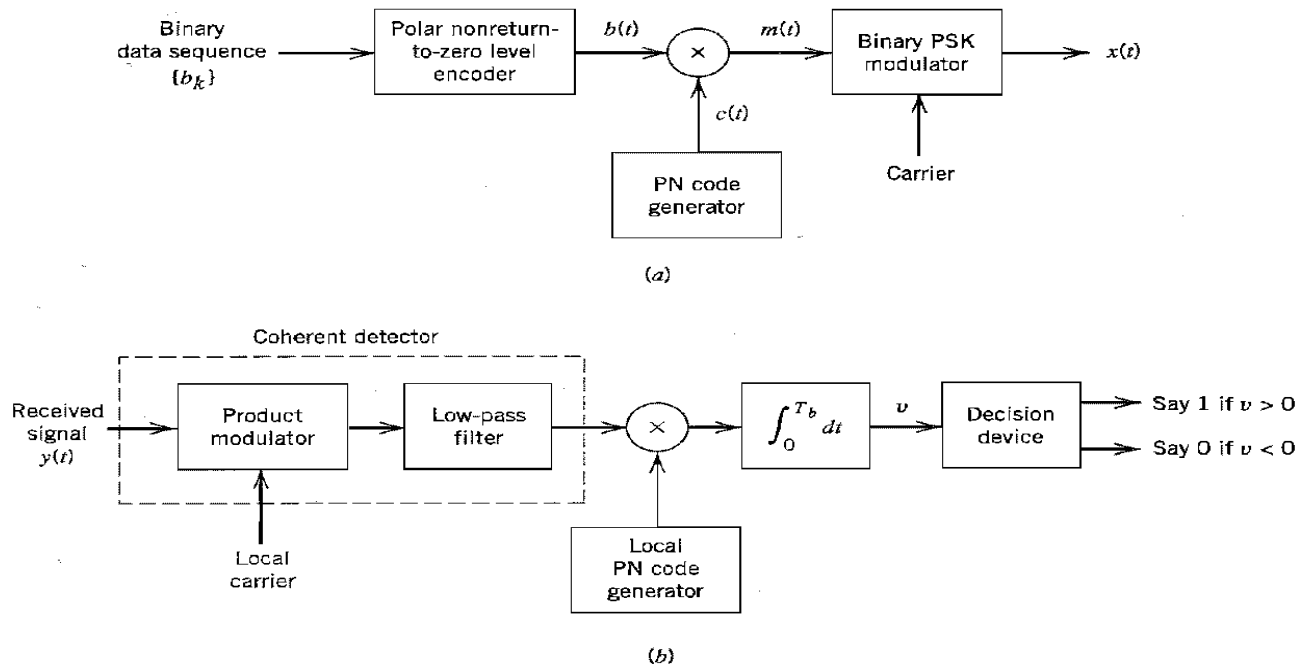 Binary
data sequence
{b_k}
Polar nonreturn-
to-zero level
encoder
b(t)
×
m(t)
Binary PSK
modulator
x(t)
c(t)
PN code
generator
Carrier
(a)
Coherent detector
Received
signal
y(t)
Product
modulator
Low-pass
filter
×
∫_0^{T_b} dt
v
Decision
device
Say 1 if v > 0
Say 0 if v < 0
Local
carrier
Local
PN code
generator
(b)